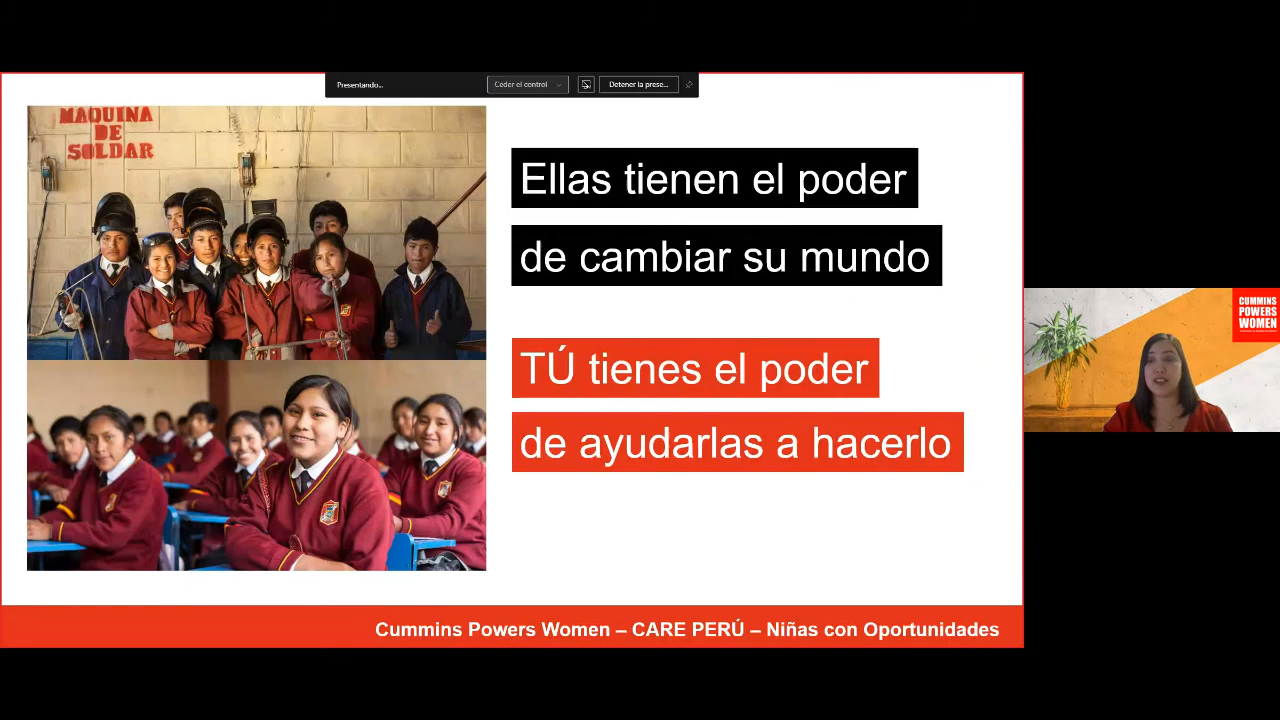 Presentando...
Ceder el control
Detener la prese...
MAQUINA
DE
SOLDAR
Ellas tienen el poder
de cambiar su mundo
TÚ tienes el poder
de ayudarlas a hacerlo
CUMMINS
POWERS
WOMEN
Cummins Powers Women – CARE PERÚ – Niñas con Oportunidades